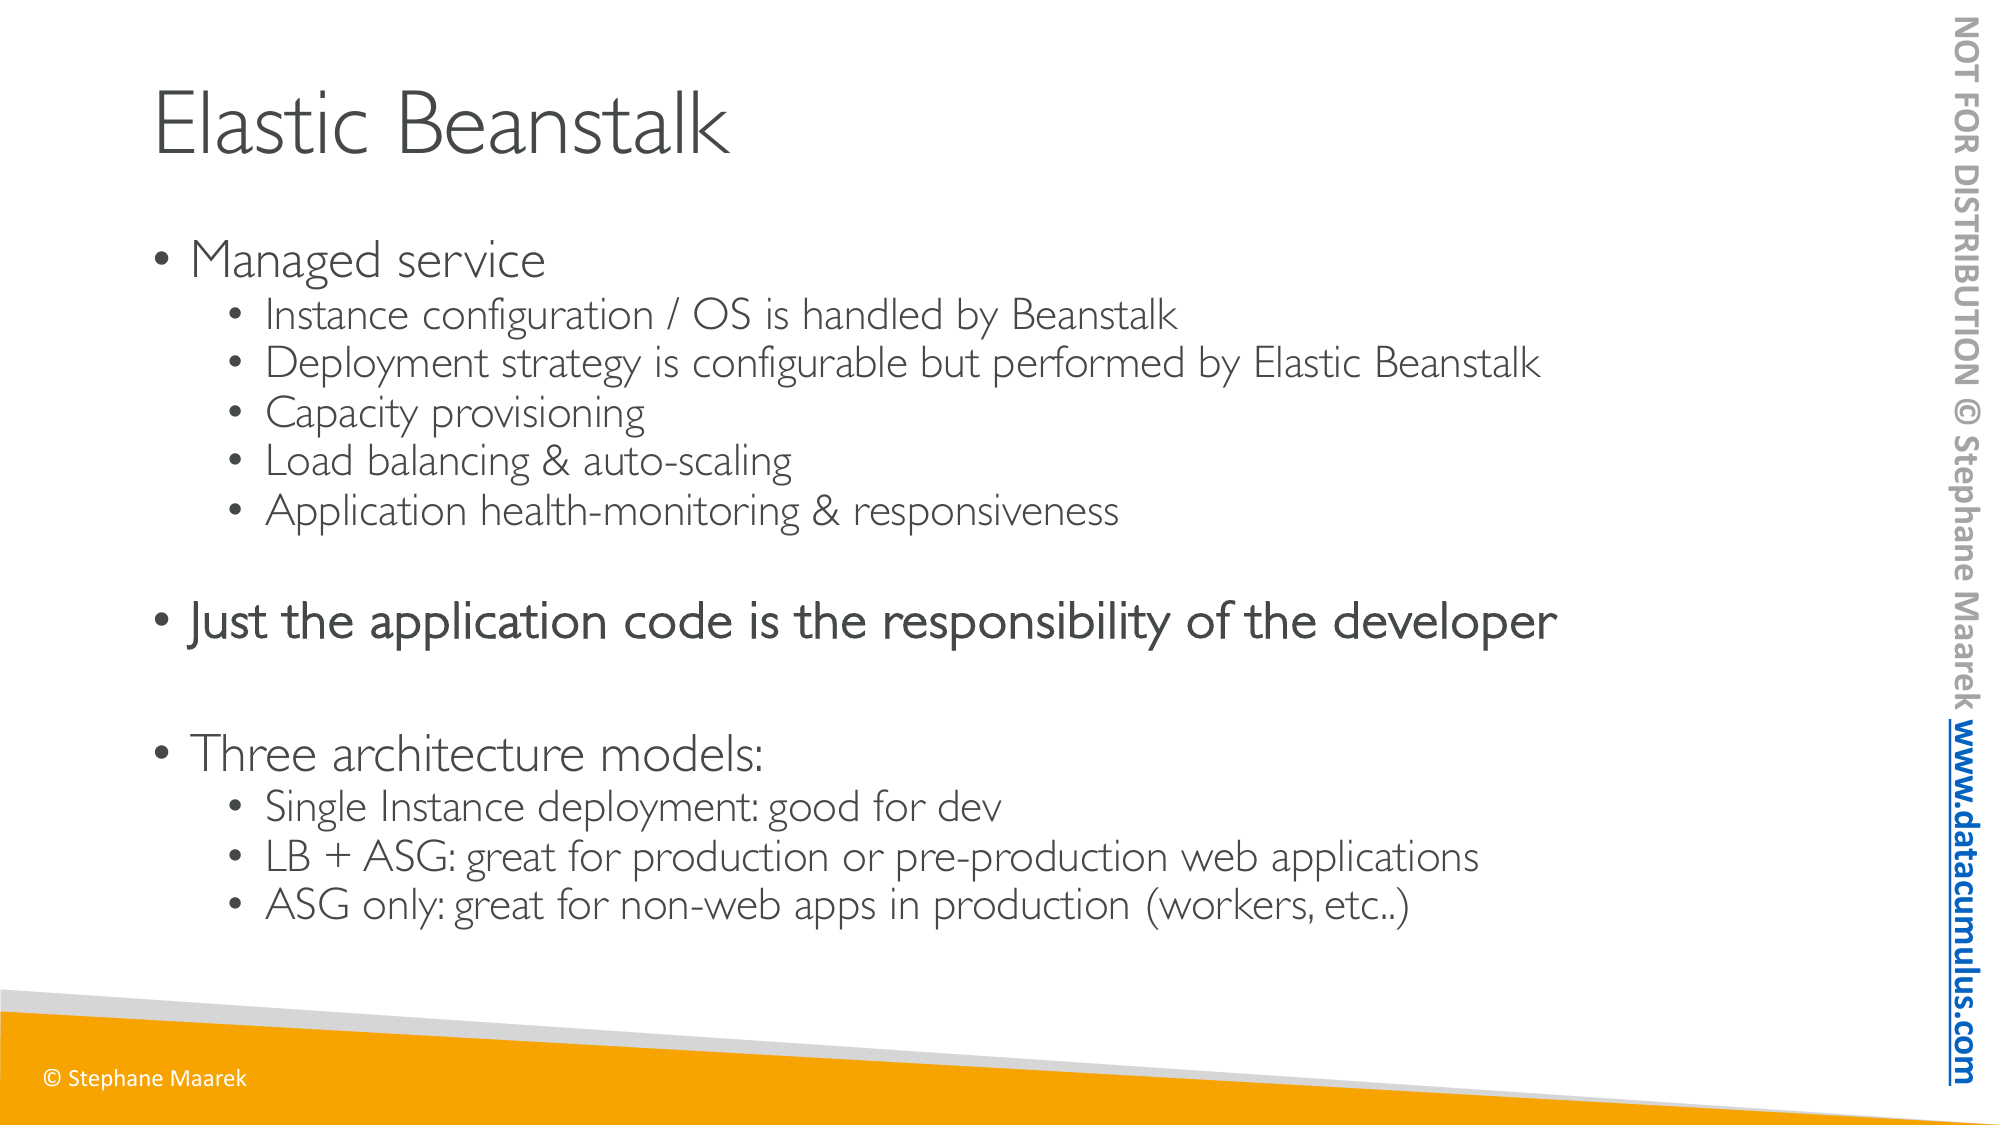 Elastic Beanstalk
• Managed service
• Instance configuration / OS is handled by Beanstalk
• Deployment strategy is configurable but performed by Elastic Beanstalk
• Capacity provisioning
• Load balancing & auto-scaling
• Application health-monitoring & responsiveness
• Just the application code is the responsibility of the developer
• Three architecture models:
• Single Instance deployment: good for dev
• LB + ASG: great for production or pre-production web applications
• ASG only: great for non-web apps in production (workers, etc..)
© Stephane Maarek
NOT FOR DISTRIBUTION © Stephane Maarek www.datacumulus.com